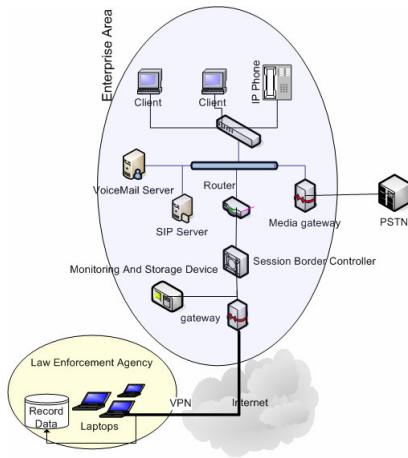 Enterprise Area
Client
Client
IP Phone
VoiceMail Server
Router
SIP Server
Media gateway
PSTN
Session Border Controller
Monitoring And Storage Device
gateway
Law Enforcement Agency
VPN
Internet
Record
Data
Laptops